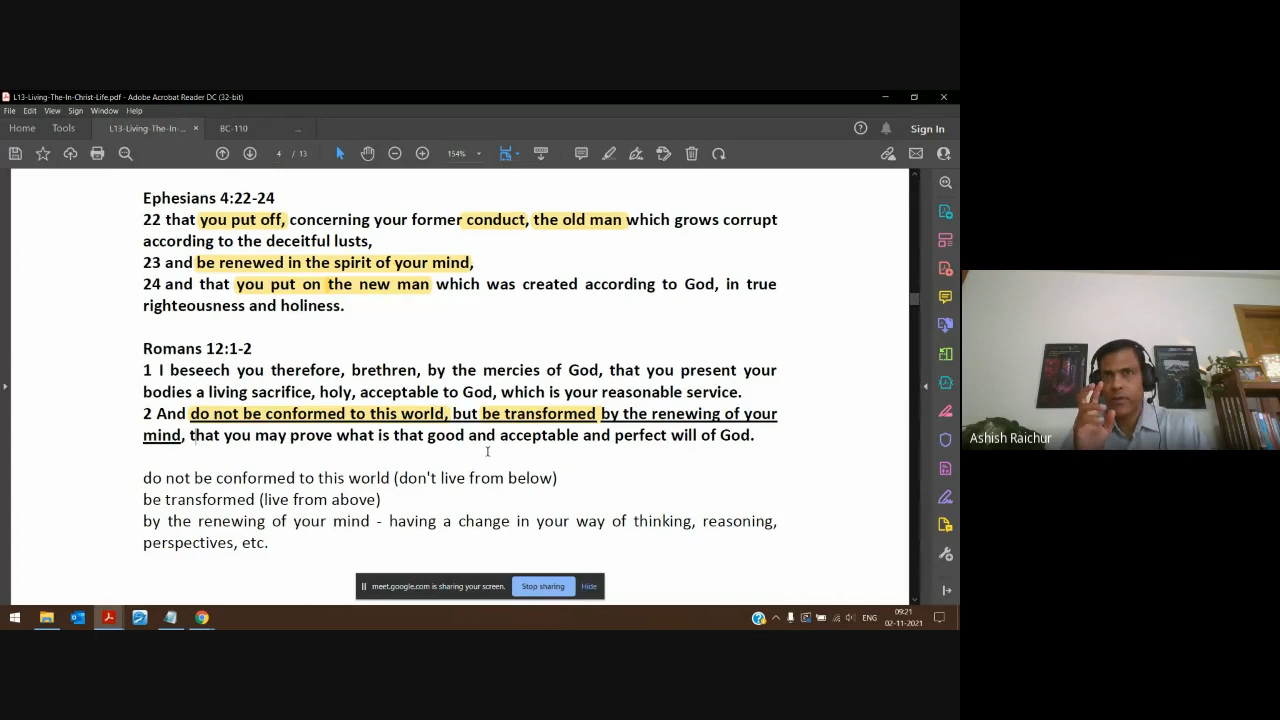 L13-Living-The-In-Christ-Life.pdf - Adobe Acrobat Reader DC (32-bit)
File Edit View Sign Window Help
Home Tools L13-Living-The-In-... × BC-110 ... Sign In
4 / 13 154%
Ephesians 4:22-24
22 that you put off, concerning your former conduct, the old man which grows corrupt
according to the deceitful lusts,
23 and be renewed in the spirit of your mind,
24 and that you put on the new man which was created according to God, in true
righteousness and holiness.
Romans 12:1-2
1 I beseech you therefore, brethren, by the mercies of God, that you present your
bodies a living sacrifice, holy, acceptable to God, which is your reasonable service.
2 And do not be conformed to this world, but be transformed by the renewing of your
mind, that you may prove what is that good and acceptable and perfect will of God.
do not be conformed to this world (don't live from below)
be transformed (live from above)
by the renewing of your mind - having a change in your way of thinking, reasoning,
perspectives, etc.
meet.google.com is sharing your screen. Stop sharing Hide
ENG 09:21
02-11-2021
Ashish Raichur